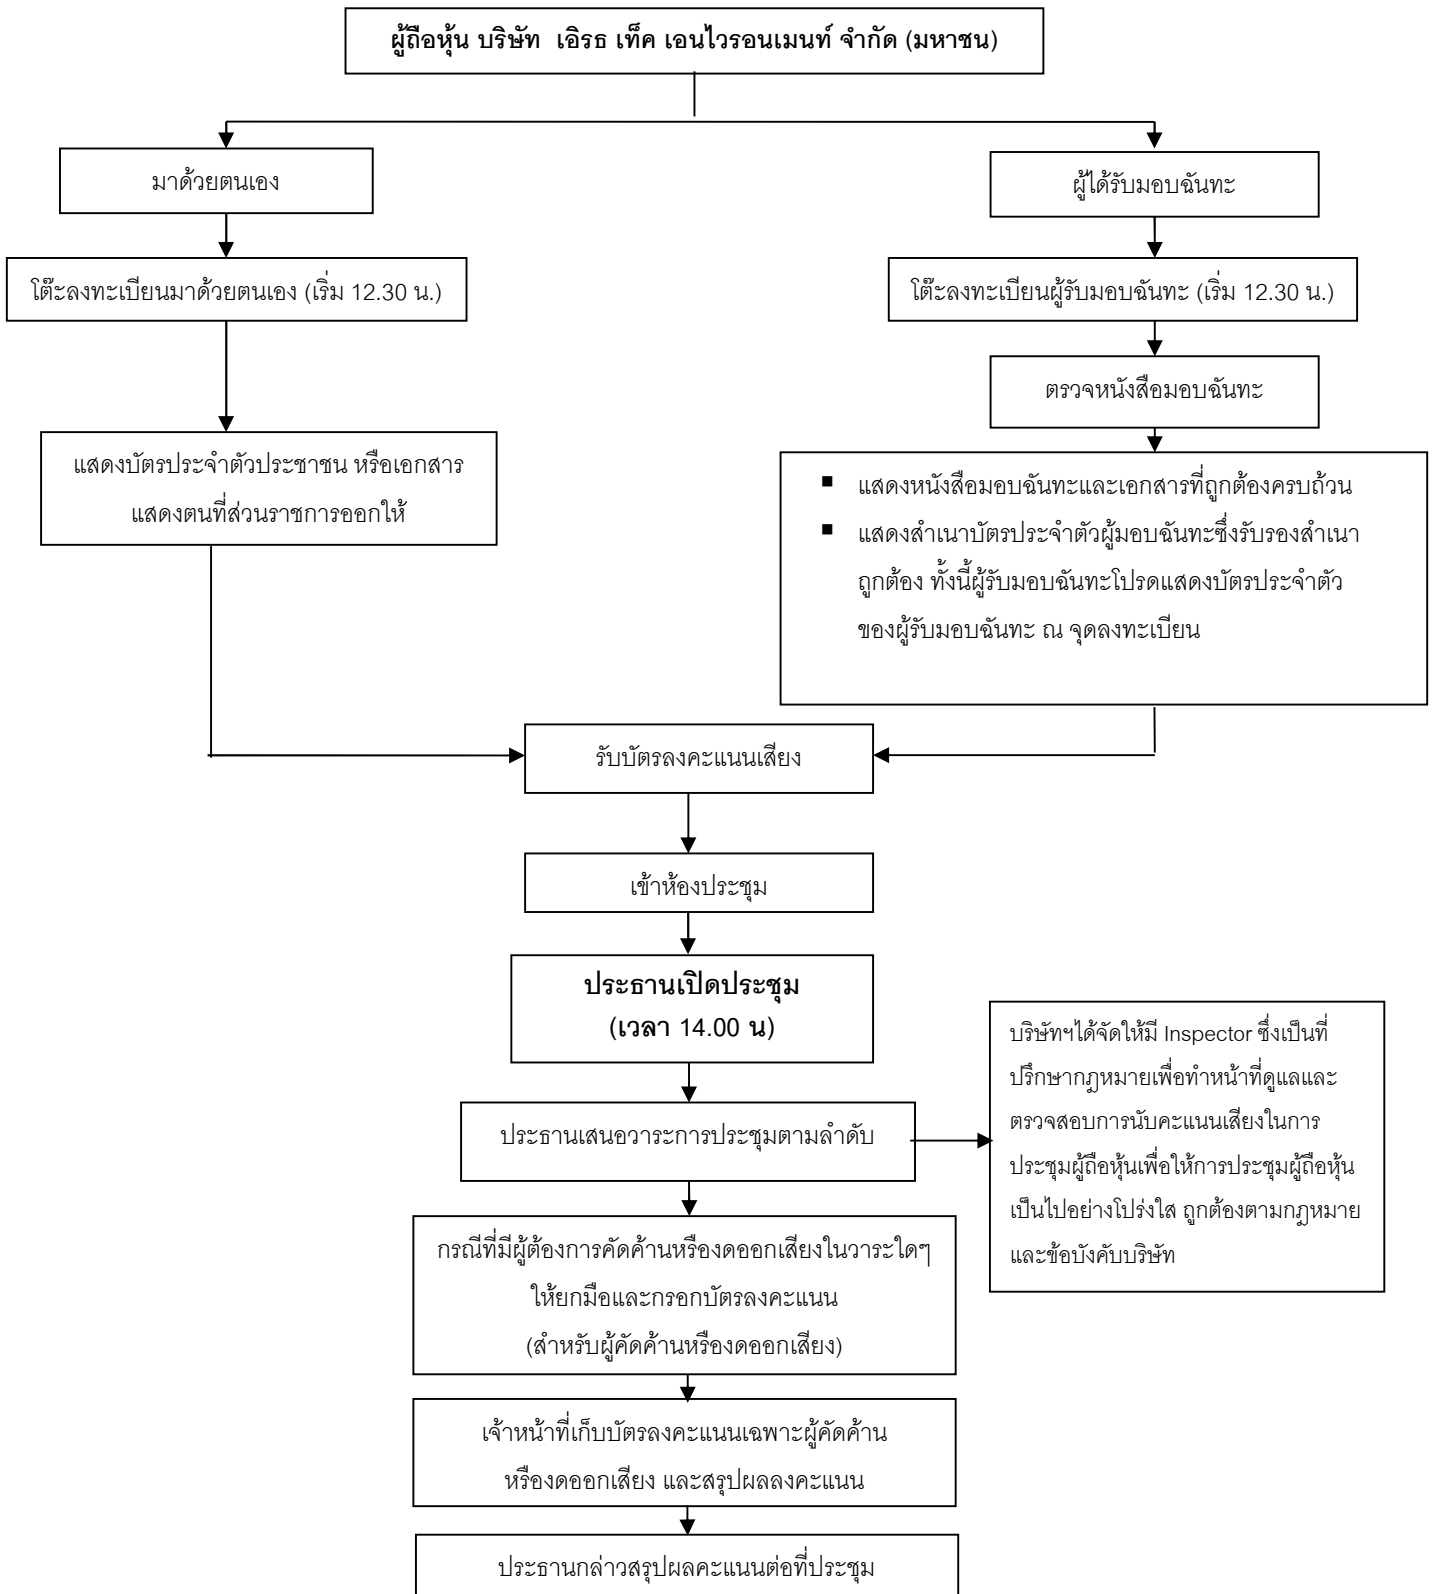 ผู้ถือหุ้น บริษัท เอิรธ เท็ค เอนไวรอนเมนท์ จำกัด (มหาชน)
มาด้วยตนเอง
ผู้ได้รับมอบฉันทะ
โต๊ะลงทะเบียนมาด้วยตนเอง (เริ่ม 12.30 น.)
โต๊ะลงทะเบียนผู้รับมอบฉันทะ (เริ่ม 12.30 น.)
ตรวจหนังสือมอบฉันทะ
แสดงบัตรประจำตัวประชาชน หรือเอกสาร
แสดงตนที่ส่วนราชการออกให้
▪ แสดงหนังสือมอบฉันทะและเอกสารที่ถูกต้องครบถ้วน
▪ แสดงสำเนาบัตรประจำตัวผู้มอบฉันทะซึ่งรับรองสำเนา
ถูกต้อง ทั้งนี้ผู้รับมอบฉันทะโปรดแสดงบัตรประจำตัว
ของผู้รับมอบฉันทะ ณ จุดลงทะเบียน
รับบัตรลงคะแนนเสียง
เข้าห้องประชุม
ประธานเปิดประชุม
(เวลา 14.00 น)
ประธานเสนอวาระการประชุมตามลำดับ
บริษัทฯได้จัดให้มี Inspector ซึ่งเป็นที่
ปรึกษากฎหมายเพื่อทำหน้าที่ดูแลและ
ตรวจสอบการนับคะแนนเสียงในการ
ประชุมผู้ถือหุ้นเพื่อให้การประชุมผู้ถือหุ้น
เป็นไปอย่างโปร่งใส ถูกต้องตามกฎหมาย
และข้อบังคับบริษัท
กรณีที่มีผู้ต้องการคัดค้านหรืองดออกเสียงในวาระใดๆ
ให้ยกมือและกรอกบัตรลงคะแนน
(สำหรับผู้คัดค้านหรืองดออกเสียง)
เจ้าหน้าที่เก็บบัตรลงคะแนนเฉพาะผู้คัดค้าน
หรืองดออกเสียง และสรุปผลลงคะแนน
ประธานกล่าวสรุปผลคะแนนต่อที่ประชุม